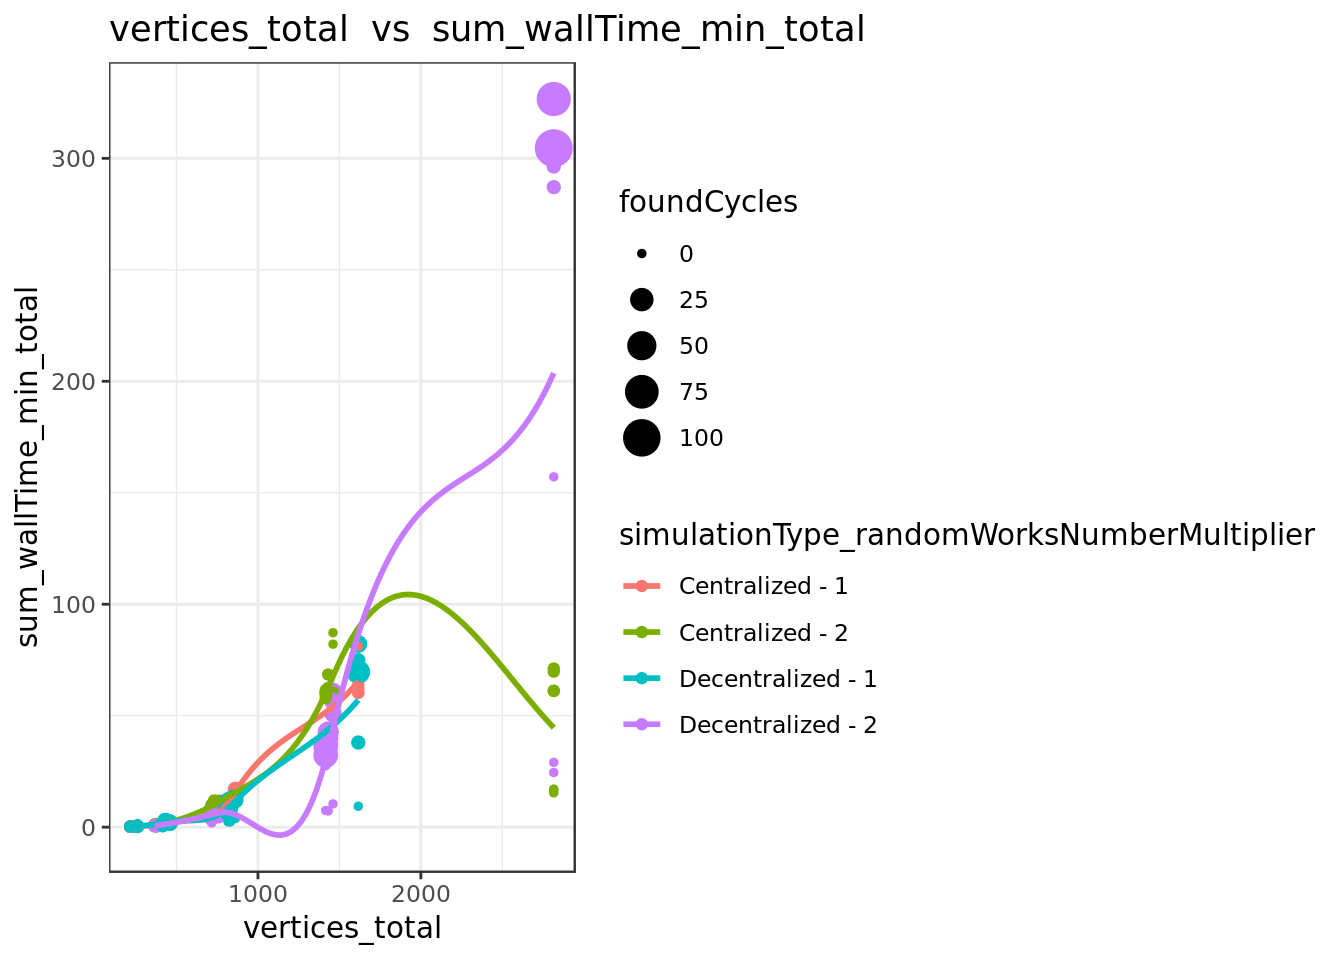 vertices_total vs sum_wallTime_min_total
sum_wallTime_min_total
300
200
100
0
1000 2000
vertices_total
foundCycles
0
25
50
75
100
simulationType_randomWorksNumberMultiplier
Centralized - 1
Centralized - 2
Decentralized - 1
Decentralized - 2